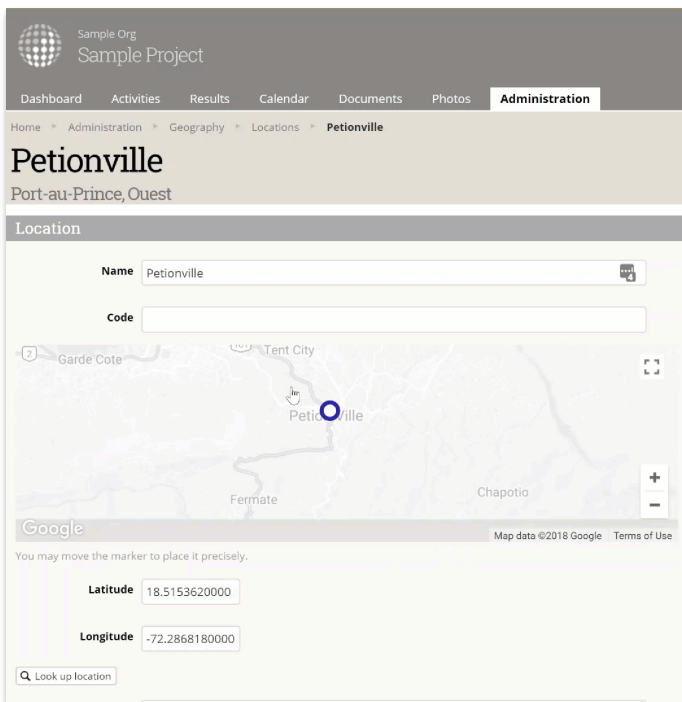 Sample Org
Sample Project
Dashboard Activities Results Calendar Documents Photos Administration
Home Administration Geography Locations Petionville
Petionville
Port-au-Prince, Ouest
Location
Name Petionville 4
Code
2 Garde Cote 101 Tent City
Petionville
Fermate Chapotio
+
−
Google Map data ©2018 Google Terms of Use
You may move the marker to place it precisely.
Latitude 18.5153620000
Longitude -72.2868180000
Look up location